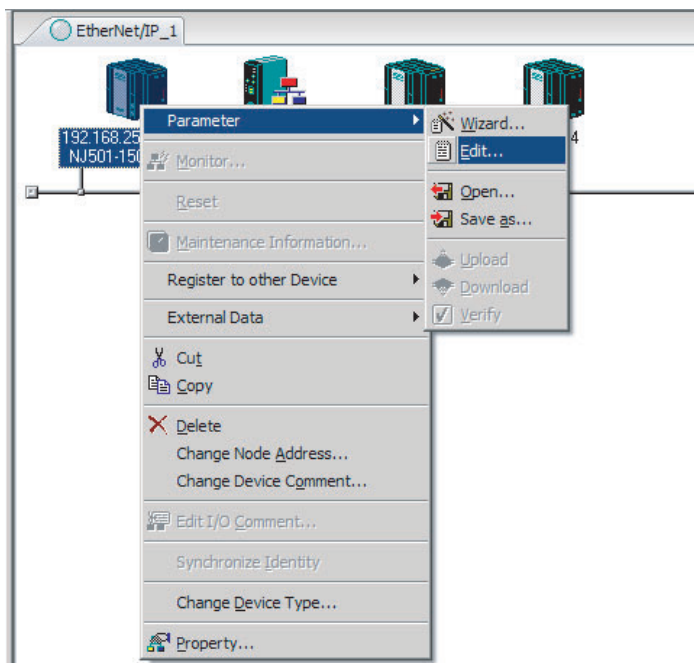 EtherNet/IP_1
192.168.25
NJ501-150
4
Parameter
Monitor...
Reset
Maintenance Information...
Register to other Device
External Data
Cut
Copy
Delete
Change Node Address...
Change Device Comment...
Edit I/O Comment...
Synchronize Identity
Change Device Type...
Property...
Wizard...
Edit...
Open...
Save as...
Upload
Download
Verify